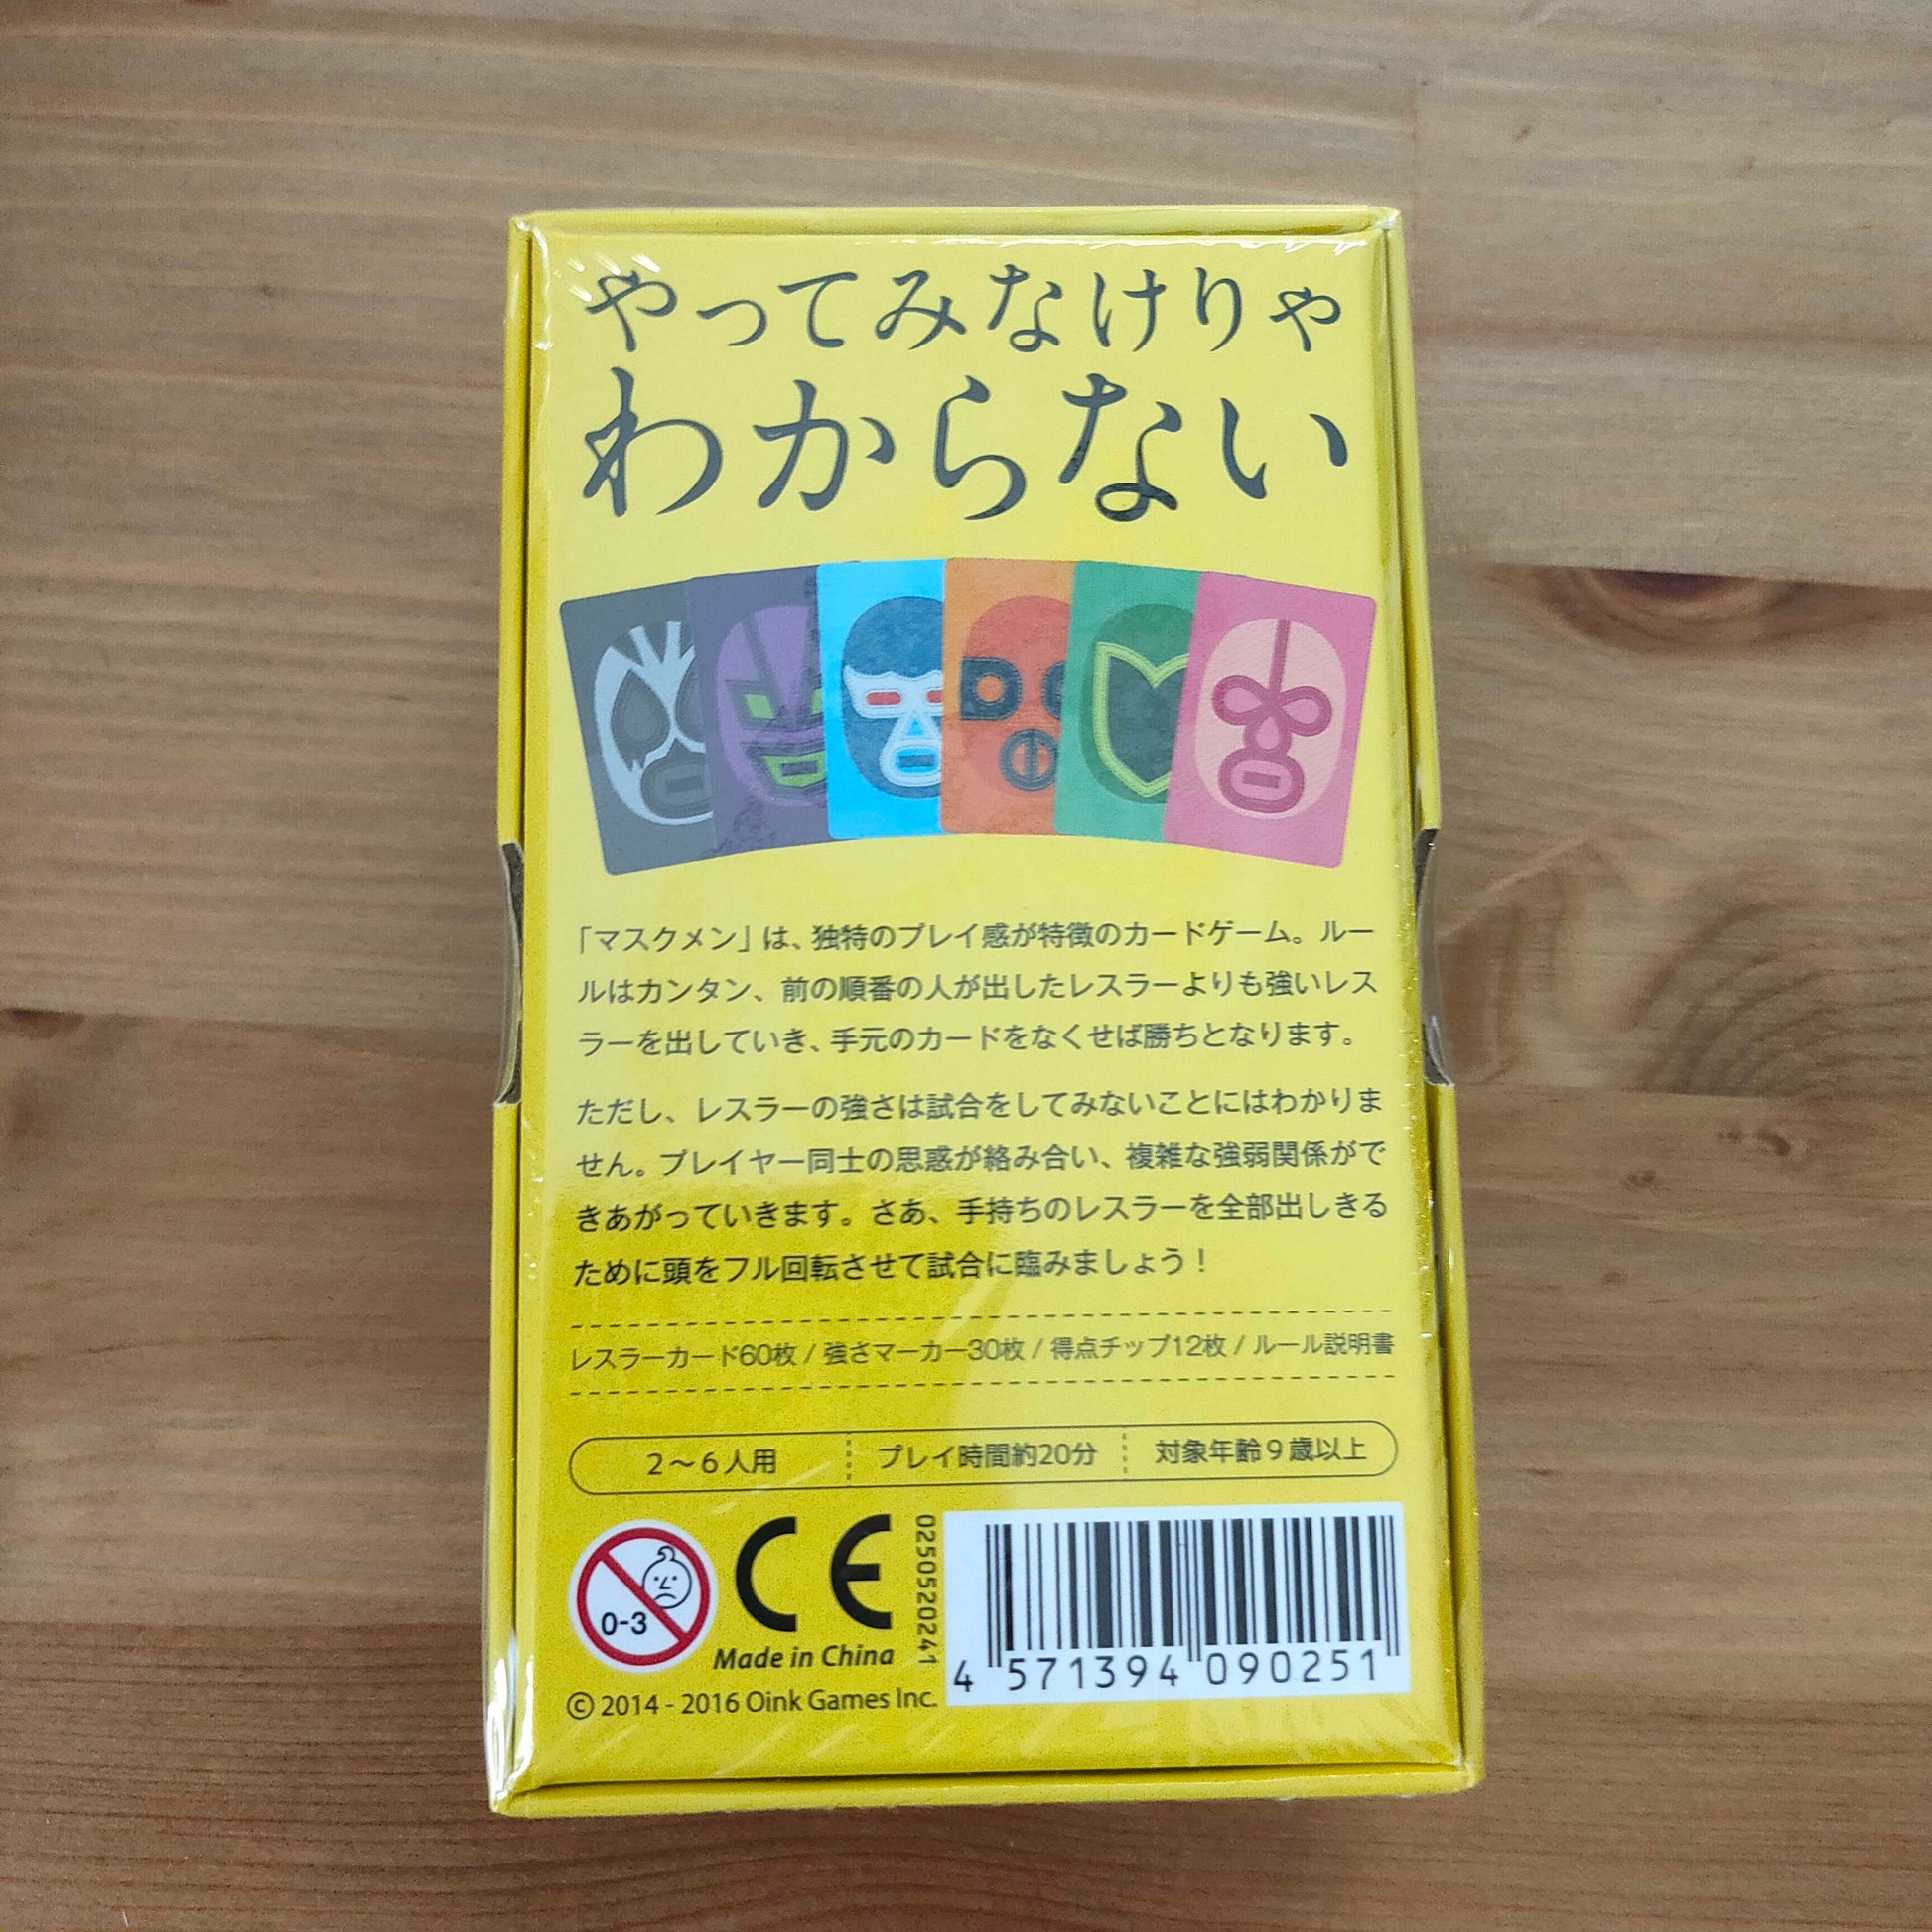 やってみなけりゃ
わからない
「マスクメン」は、独特のプレイ感が特徴のカードゲーム。ルー
ルはカンタン、前の順番の人が出したレスラーよりも強いレス
ラーを出していき、手元のカードをなくせば勝ちとなります。
ただし、レスラーの強さは試合をしてみないことにはわかりま
せん。プレイヤー同士の思惑が絡み合い、複雑な強弱関係がで
きあがっていきます。さあ、手持ちのレスラーを全部出しきる
ために頭をフル回転させて試合に臨みましょう！
レスラーカード60枚 / 強さマーカー30枚 / 得点チップ12枚 / ルール説明書
2～6人用 プレイ時間約20分 対象年齢9歳以上
0-3
CE
Made in China
© 2014 - 2016 Oink Games Inc.
0250520241
4 571394 090251